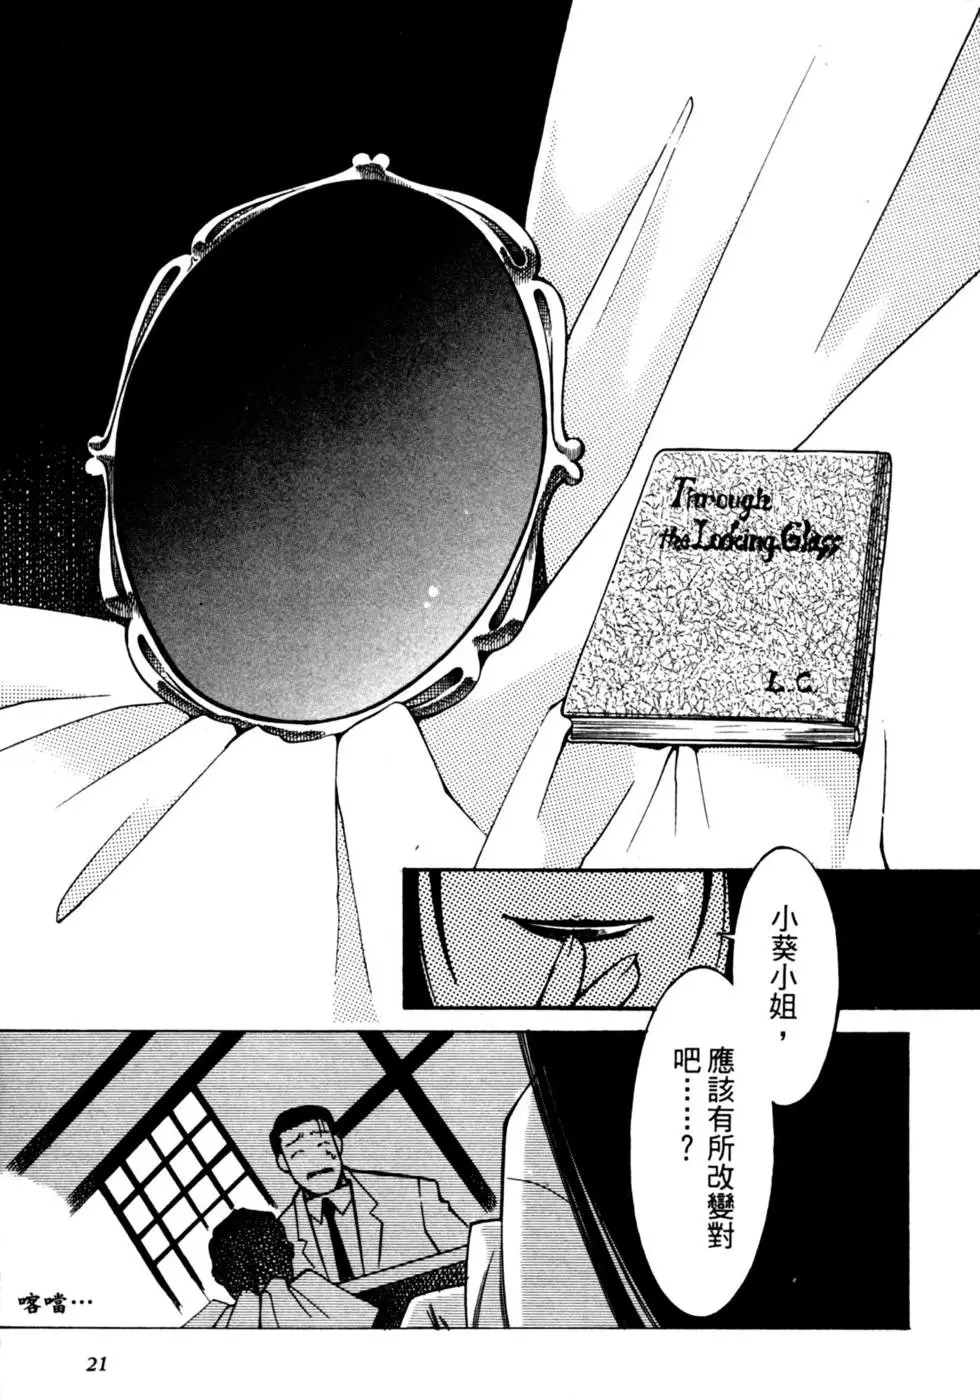 Through
the Looking Glass
L.C.
小葵小姐，
應該有所改變對
吧……？
喀噹…
21